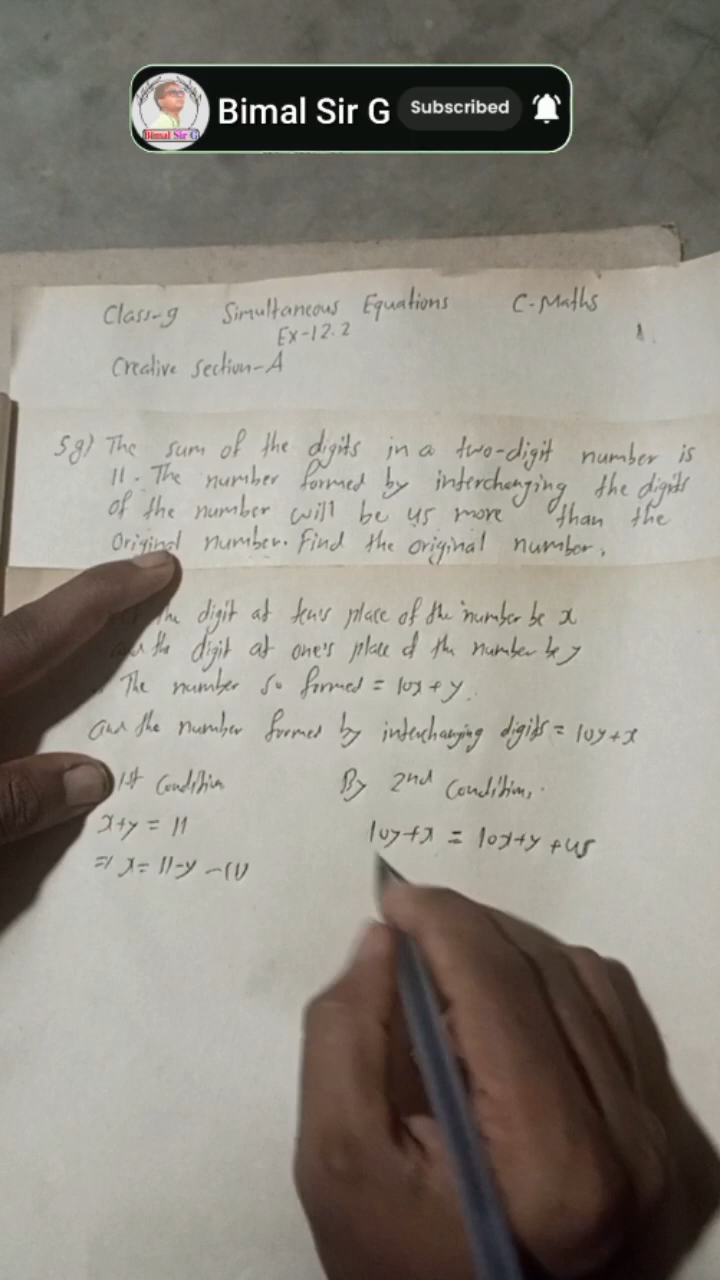 Bimal Sir G Subscribed
Bimal Sir G
Class-9 Simultaneous Equations C-Maths
Ex-12.2
Creative section-A
5g) The sum of the digits in a two-digit number is
11. The number formed by interchanging the digits
of the number will be 45 more than the
original number. Find the original number.
the digit at ten's place of the number be x
the digit at one's place of the number be y
The number so formed = 10x+y.
and the number formed by interchanging digits = 10y+x
1st Condition
x+y = 11
=> x = 11-y -(1)
By 2nd Condition,
10y+x = 10x+y +45